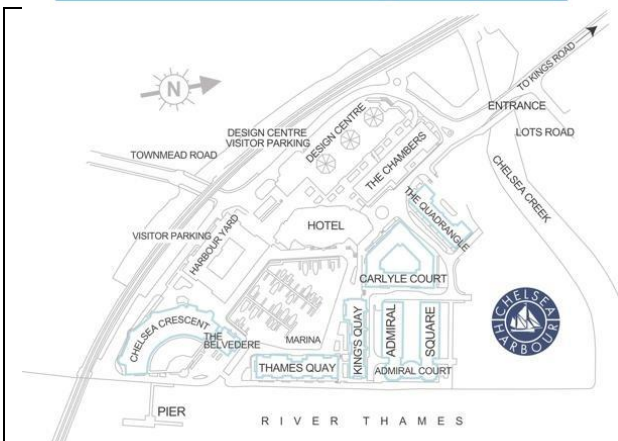 TO KINGS ROAD
N
ENTRANCE
DESIGN CENTRE
VISITOR PARKING
DESIGN CENTRE
LOTS ROAD
TOWNMEAD ROAD
THE CHAMBERS
CHELSEA CREEK
THE QUADRANGLE
HOTEL
VISITOR PARKING
HARBOUR YARD
CARLYLE COURT
CHELSEA
HARBOUR
CHELSEA CRESCENT
THE
BELVEDERE
MARINA
KING'S QUAY
ADMIRAL
SQUARE
THAMES QUAY
ADMIRAL COURT
PIER
RIVER THAMES